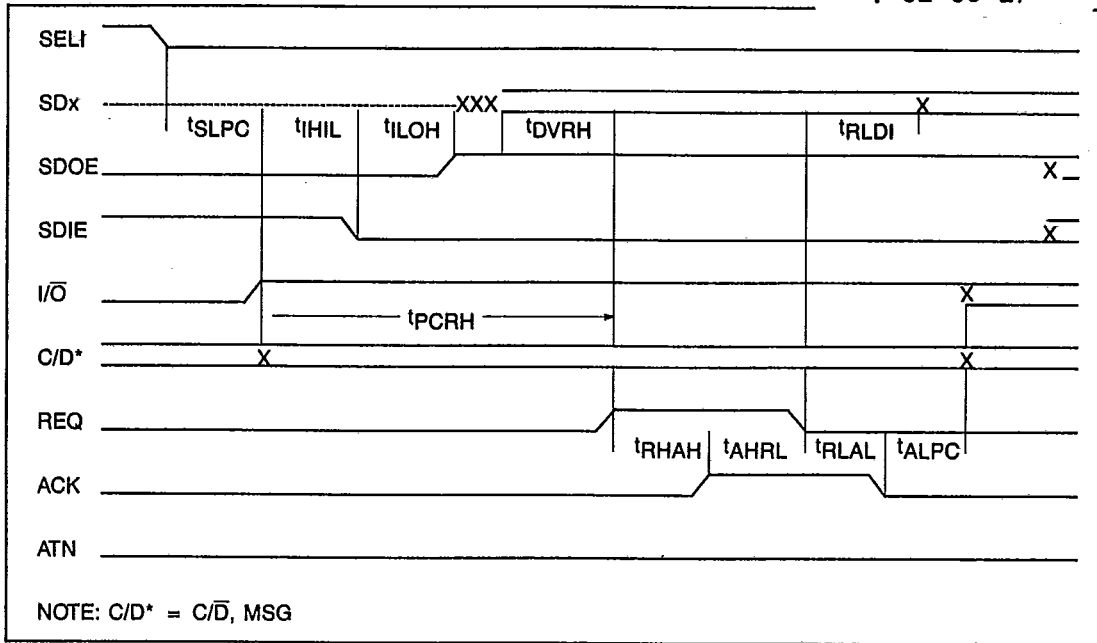 SELI
SDx XXX X
tSLPC tIHIL tILOH tDVRH tRLDI
SDOE X
SDIE X
I/O̅ X
tPCRH
C/D* X X
REQ
tRHAH tAHRL tRLAL tALPC
ACK
ATN
NOTE: C/D* = C/D̅, MSG